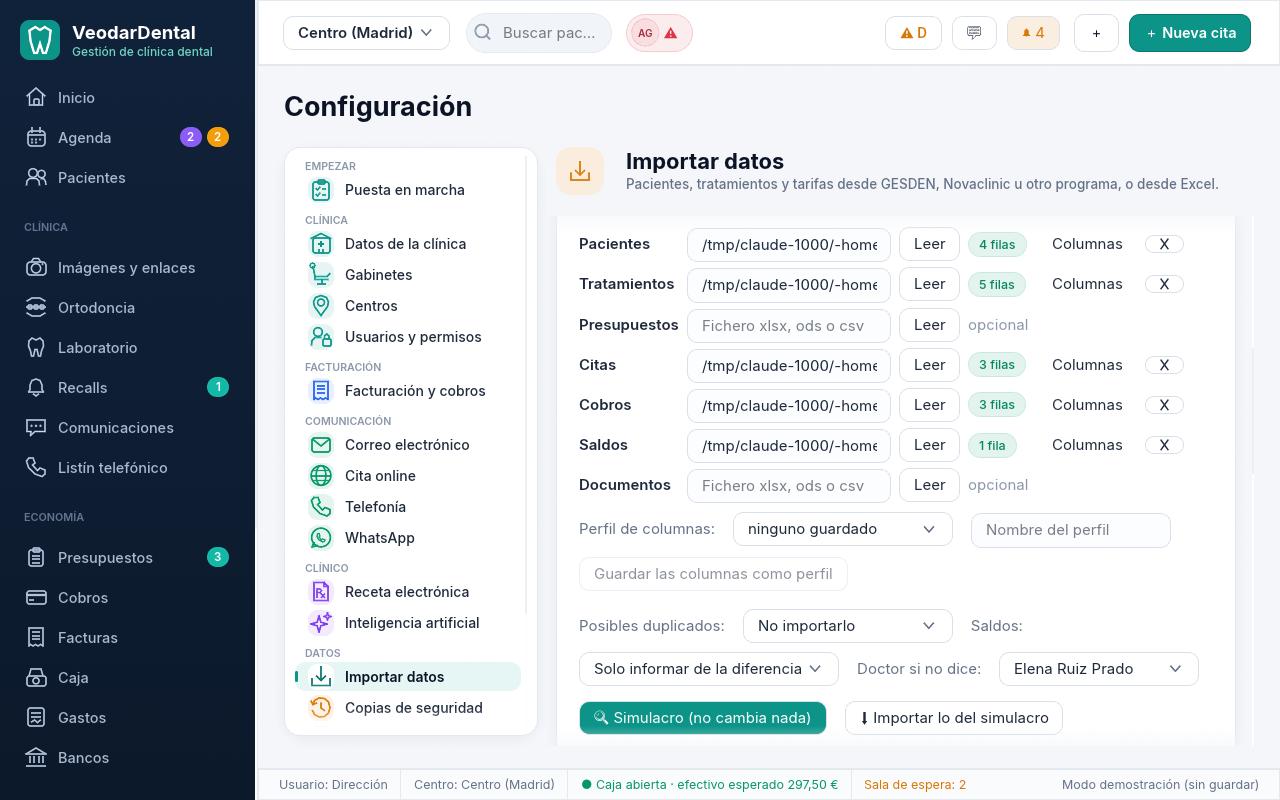 VeodarDental
Gestión de clínica dental
Inicio
Agenda 2 2
Pacientes
CLÍNICA
Imágenes y enlaces
Ortodoncia
Laboratorio
Recalls 1
Comunicaciones
Listín telefónico
ECONOMÍA
Presupuestos 3
Cobros
Facturas
Caja
Gastos
Bancos
Centro (Madrid) Buscar pac... AG D 4 + + Nueva cita
Configuración
EMPEZAR
Puesta en marcha
CLÍNICA
Datos de la clínica
Gabinetes
Centros
Usuarios y permisos
FACTURACIÓN
Facturación y cobros
COMUNICACIÓN
Correo electrónico
Cita online
Telefonía
WhatsApp
CLÍNICO
Receta electrónica
Inteligencia artificial
DATOS
Importar datos
Copias de seguridad
Importar datos
Pacientes, tratamientos y tarifas desde GESDEN, Novaclinic u otro programa, o desde Excel.
Pacientes /tmp/claude-1000/-home Leer 4 filas Columnas X
Tratamientos /tmp/claude-1000/-home Leer 5 filas Columnas X
Presupuestos Fichero xlsx, ods o csv Leer opcional
Citas /tmp/claude-1000/-home Leer 3 filas Columnas X
Cobros /tmp/claude-1000/-home Leer 3 filas Columnas X
Saldos /tmp/claude-1000/-home Leer 1 fila Columnas X
Documentos Fichero xlsx, ods o csv Leer opcional
Perfil de columnas: ninguno guardado Nombre del perfil
Guardar las columnas como perfil
Posibles duplicados: No importarlo Saldos:
Solo informar de la diferencia Doctor si no dice: Elena Ruiz Prado
Simulacro (no cambia nada) Importar lo del simulacro
Usuario: Dirección Centro: Centro (Madrid) Caja abierta · efectivo esperado 297,50 € Sala de espera: 2 Modo demostración (sin guardar)